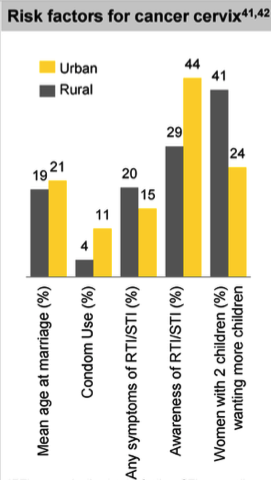 Risk factors for cancer cervix41,42
Urban
Rural
19 21
4 11
20 15
29 44
41 24
Mean age at marriage (%)
Condom Use (%)
Any symptoms of RTI/STI (%)
Awareness of RTI/STI (%)
Women with 2 children (%)
wanting more children